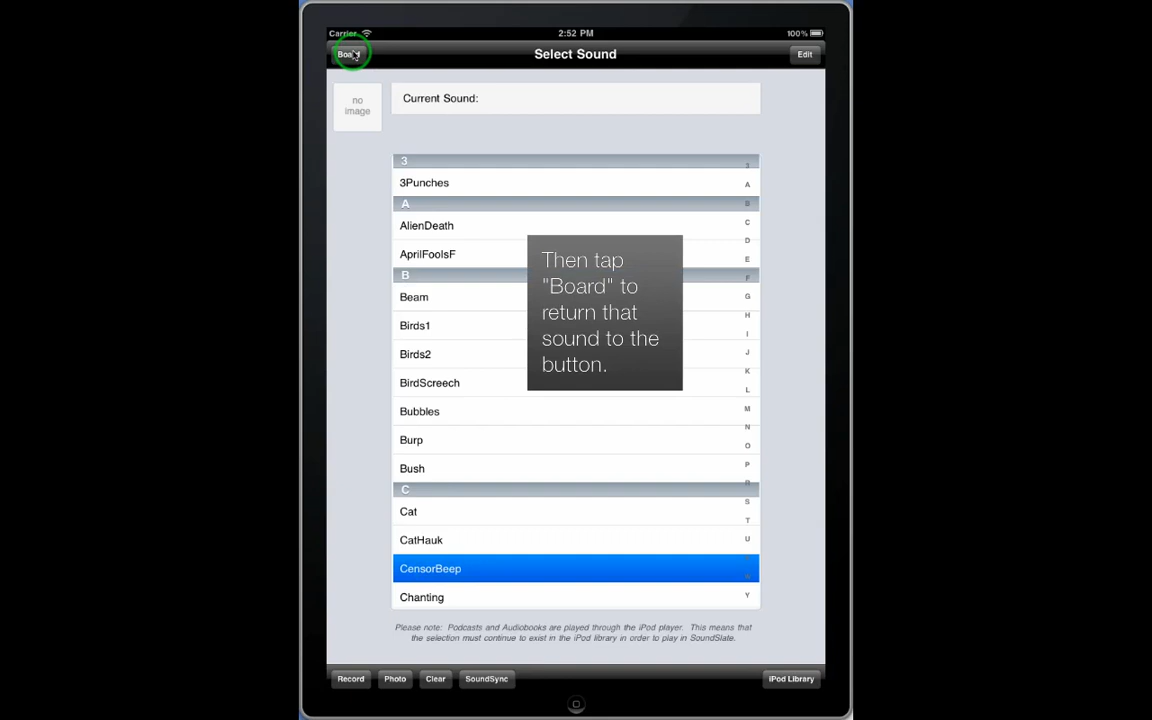 Carrier
2:52 PM
100%
Board
Select Sound
Edit
no
image
Current Sound:
3
3Punches
A
AlienDeath
AprilFoolsF
B
Beam
Birds1
Birds2
BirdScreech
Bubbles
Burp
Bush
C
Cat
CatHauk
CensorBeep
Chanting
3
A
B
C
D
E
F
G
H
I
J
K
L
M
N
O
P
R
S
T
U
Y
Then tap
"Board" to
return that
sound to the
button.
Please note: Podcasts and Audiobooks are played through the iPod player. This means that
the selection must continue to exist in the iPod library in order to play in SoundSlate.
Record
Photo
Clear
SoundSync
iPod Library